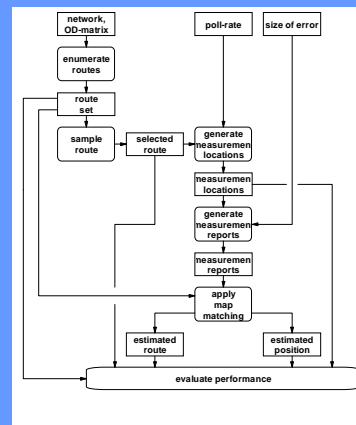 network,
OD-matrix
poll-rate
size of error
enumerate
routes
route
set
sample
route
selected
route
generate
measurement
locations
measuremen
locations
generate
measuremen
reports
measuremen
reports
apply
map
matching
estimated
route
estimated
position
evaluate performance